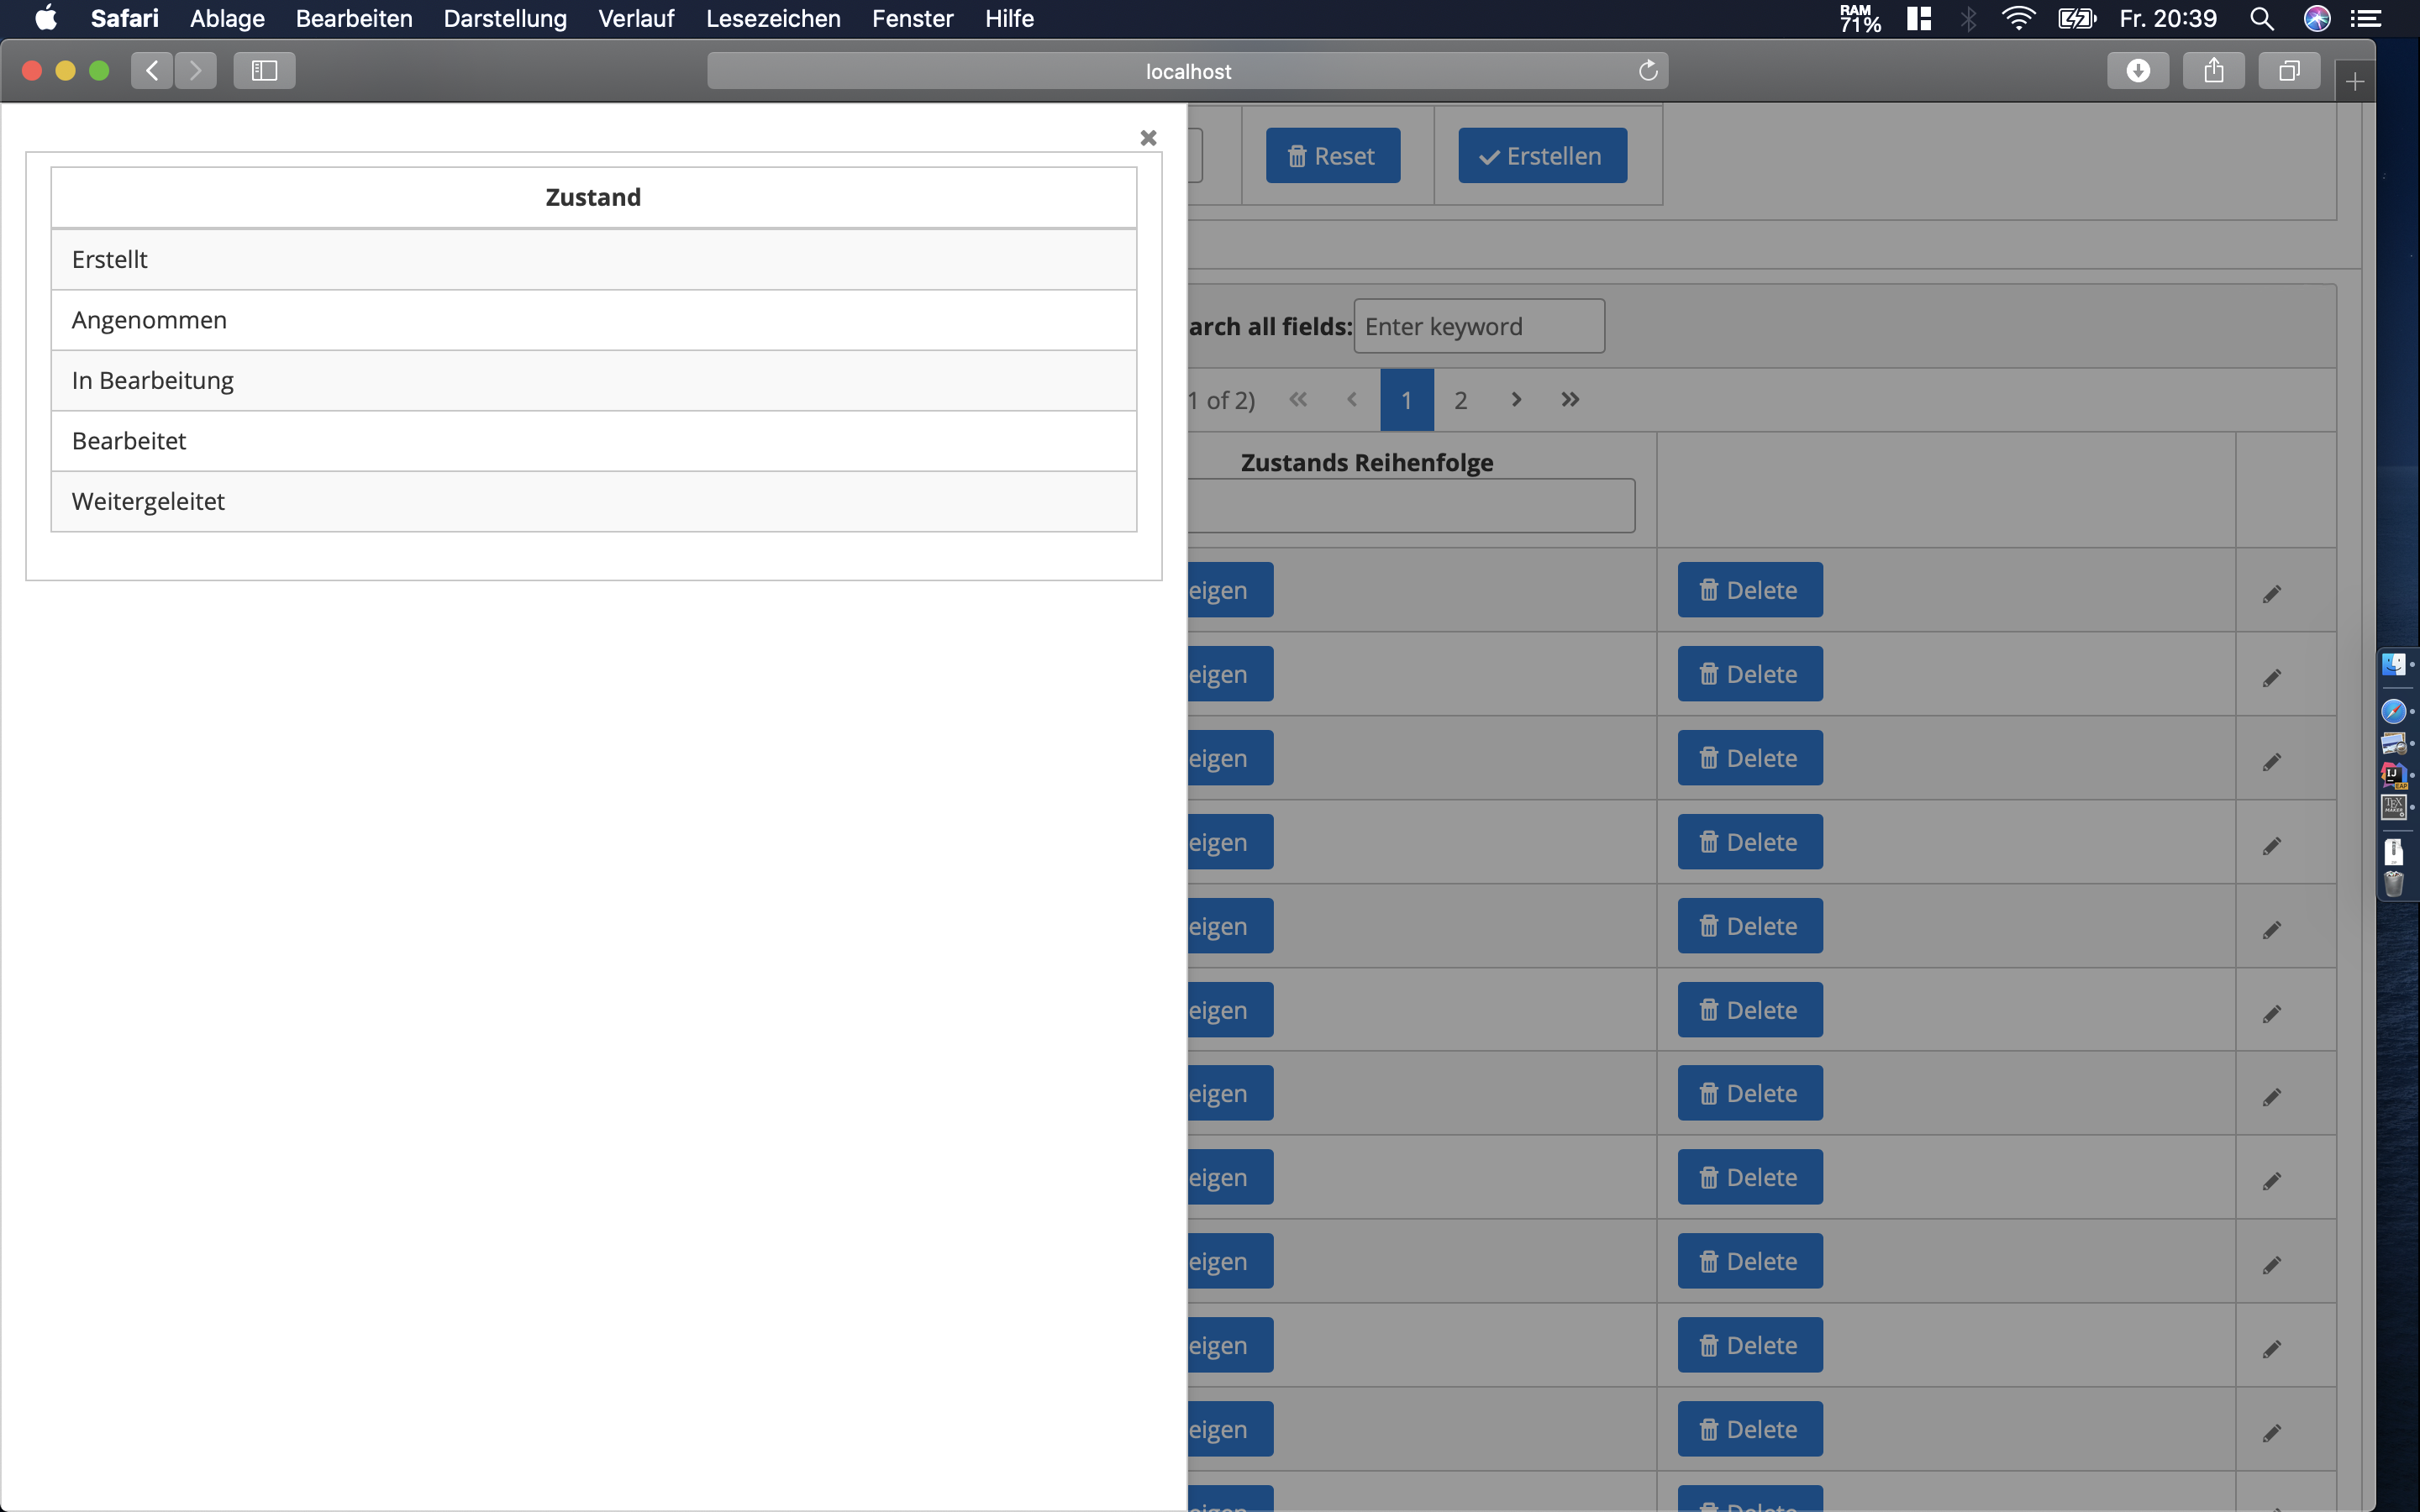 Safari Ablage Bearbeiten Darstellung Verlauf Lesezeichen Fenster Hilfe RAM 71% Fr. 20:39
localhost
Reset Erstellen
Zustand
Erstellt
Angenommen
In Bearbeitung
Bearbeitet
Weitergeleitet
arch all fields: Enter keyword
1 of 2) 1 2
Zustands Reihenfolge
eigen Delete
eigen Delete
eigen Delete
eigen Delete
eigen Delete
eigen Delete
eigen Delete
eigen Delete
eigen Delete
eigen Delete
eigen Delete
eigen Delete